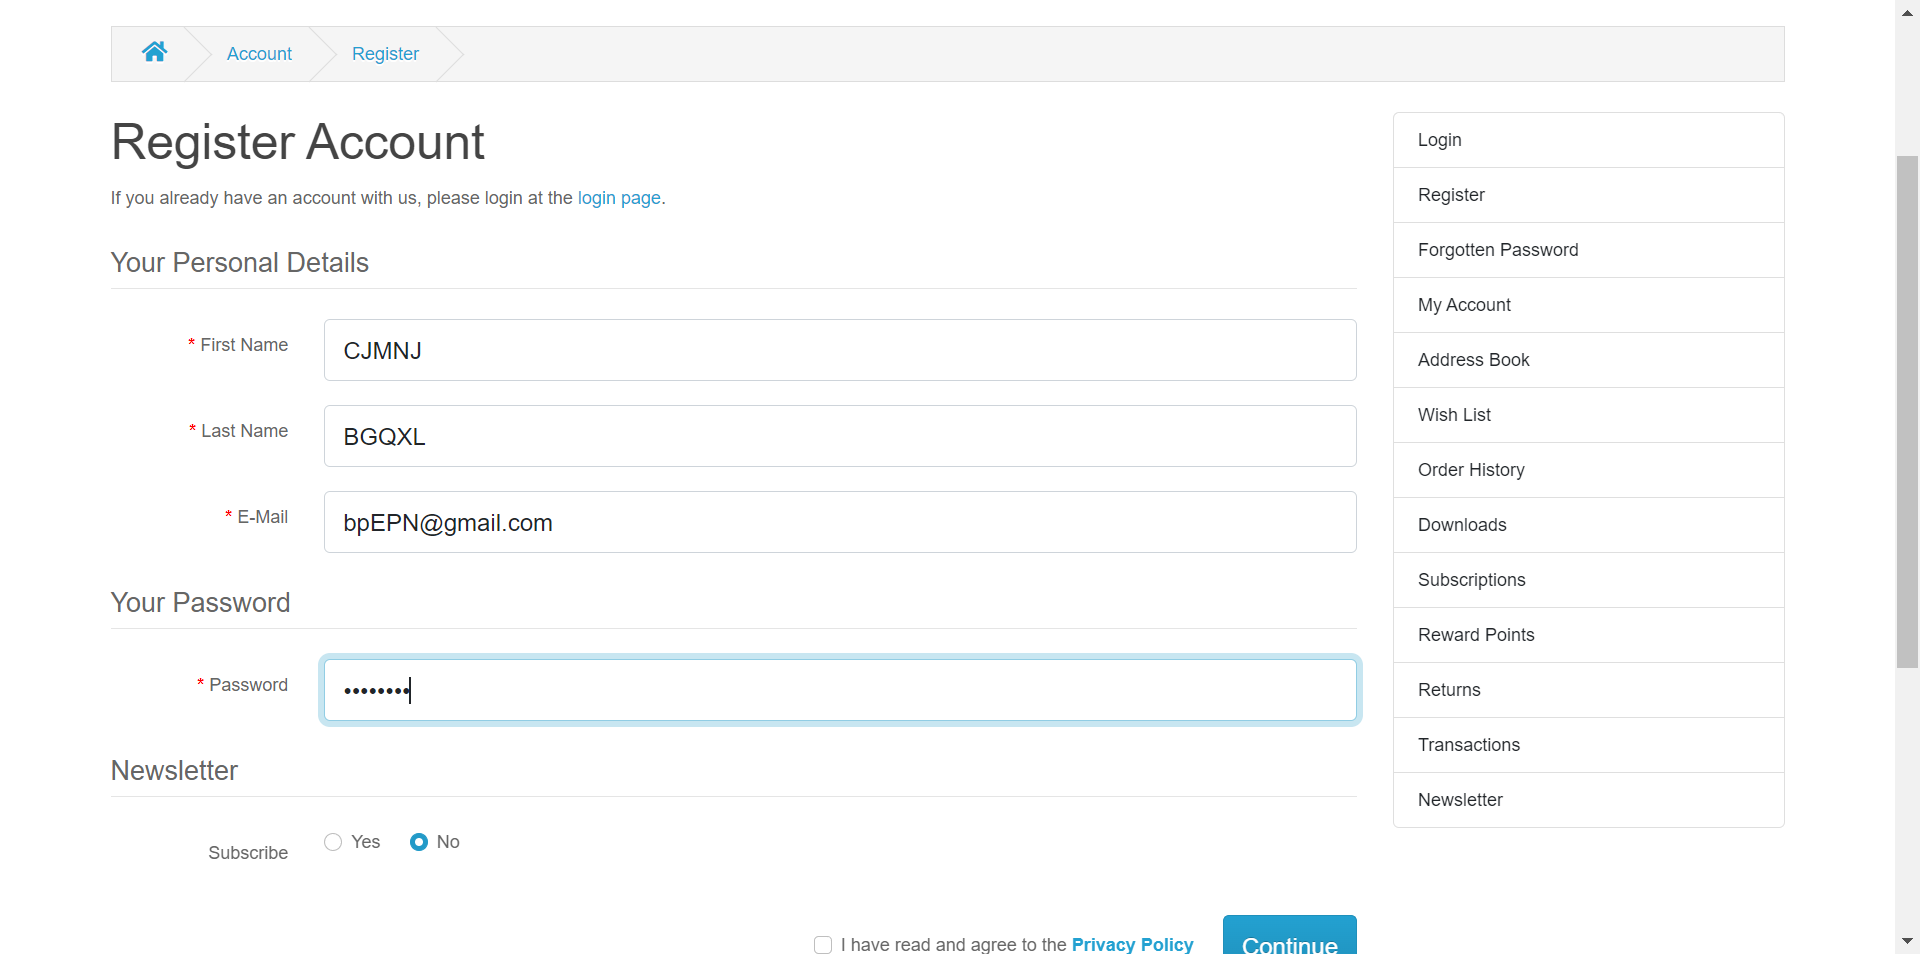 Account
Register
Register Account
If you already have an account with us, please login at the login page.
Your Personal Details
* First Name
CJMNJ
* Last Name
BGQXL
* E-Mail
bpEPN@gmail.com
Your Password
* Password
••••••••
Newsletter
Subscribe
Yes
No
I have read and agree to the Privacy Policy
Continue
Login
Register
Forgotten Password
My Account
Address Book
Wish List
Order History
Downloads
Subscriptions
Reward Points
Returns
Transactions
Newsletter